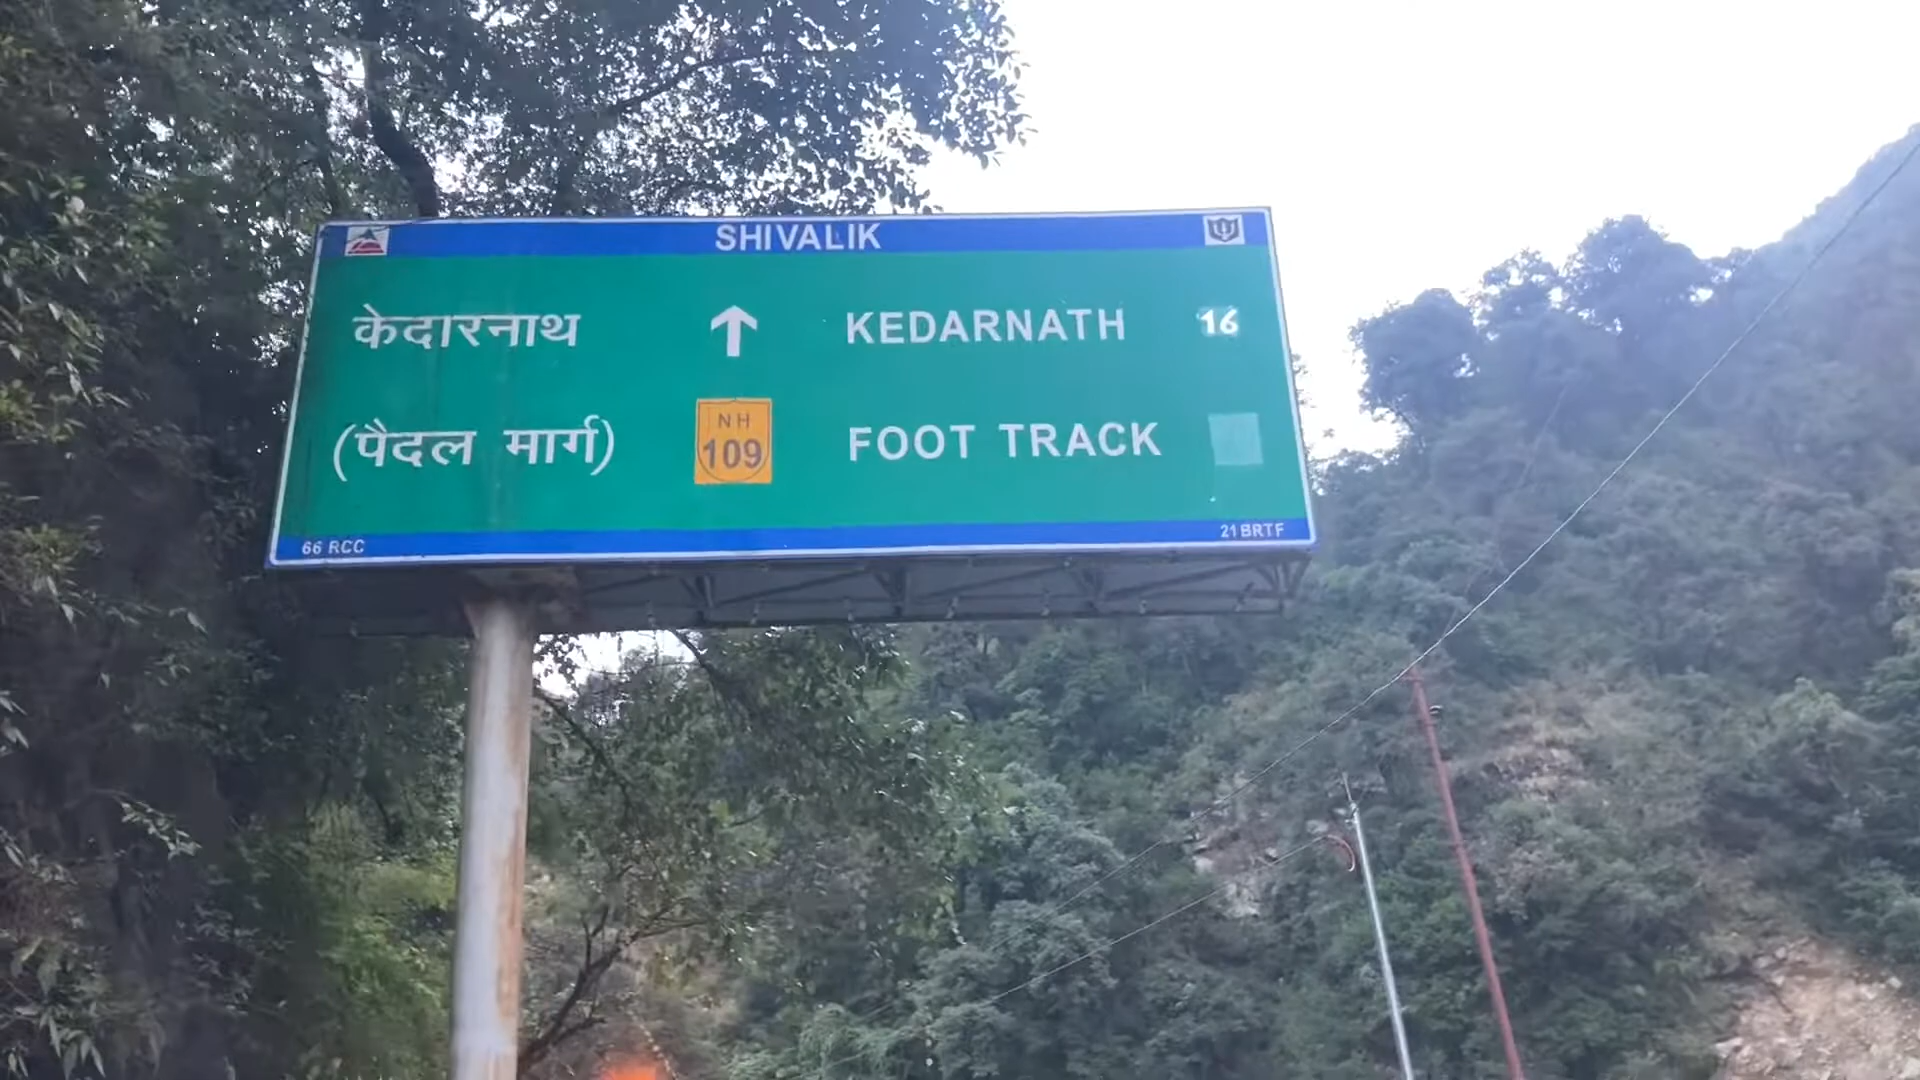 SHIVALIK
केदारनाथ ↑ KEDARNATH 16
(पैदल मार्ग) NH 109 FOOT TRACK
66 RCC 21 BRTF